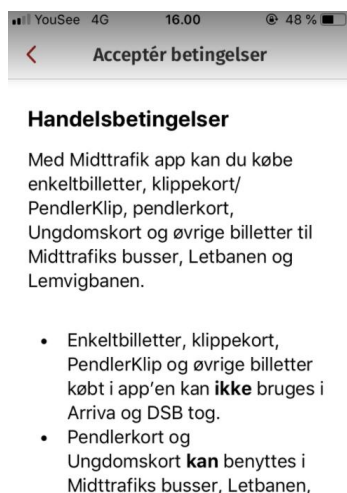 YouSee 4G 16.00 48 %
Acceptér betingelser
Handelsbetingelser
Med Midttrafik app kan du købe
enkeltbilletter, klippekort/
PendlerKlip, pendlerkort,
Ungdomskort og øvrige billetter til
Midttrafiks busser, Letbanen og
Lemvigbanen.
• Enkeltbilletter, klippekort,
PendlerKlip og øvrige billetter
købt i app’en kan ikke bruges i
Arriva og DSB tog.
• Pendlerkort og
Ungdomskort kan benyttes i
Midttrafiks busser, Letbanen,